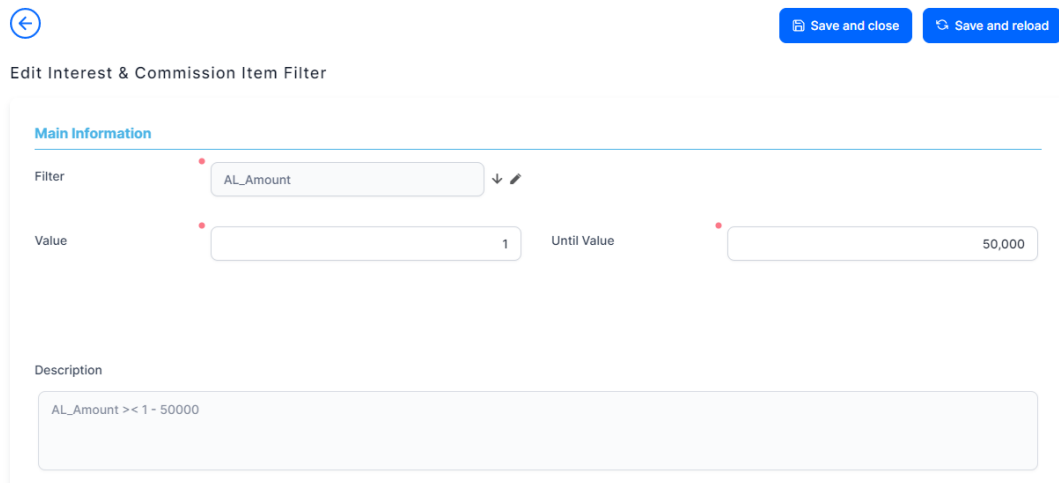 Save and close
Save and reload
Edit Interest & Commission Item Filter
Main Information
Filter
AL_Amount
Value
1
Until Value
50,000
Description
AL_Amount >< 1 - 50000